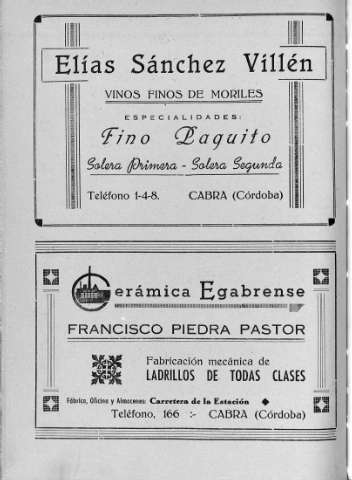 Elías Sánchez Villén
VINOS FINOS DE MORILES
ESPECIALIDADES:
Fino Paquito
Solera Primera - Solera Segunda
Teléfono 1-4-8. CABRA (Córdoba)
Cerámica Egabrense
FRANCISCO PIEDRA PASTOR
Fabricación mecánica de
LADRILLOS DE TODAS CLASES
Fábrica, Oficina y Almacenes: Carretera de la Estación
Teléfono, 166 :- CABRA (Córdoba)